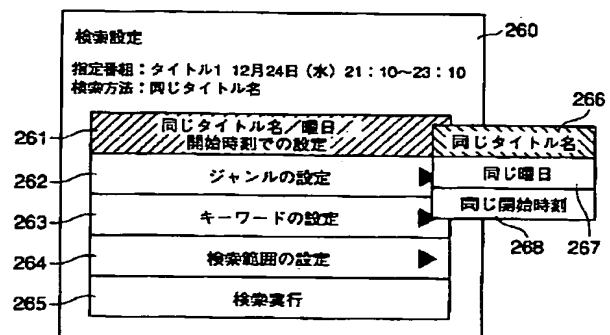 検索設定
260
指定番組：タイトル1 12月24日（水）21：10～23：10
検索方法：同じタイトル名
266
261
同じタイトル名／曜日／
開始時刻での設定
同じタイトル名
262
ジャンルの設定
同じ曜日
263
キーワードの設定
同じ開始時刻
268
267
264
検索範囲の設定
265
検索実行